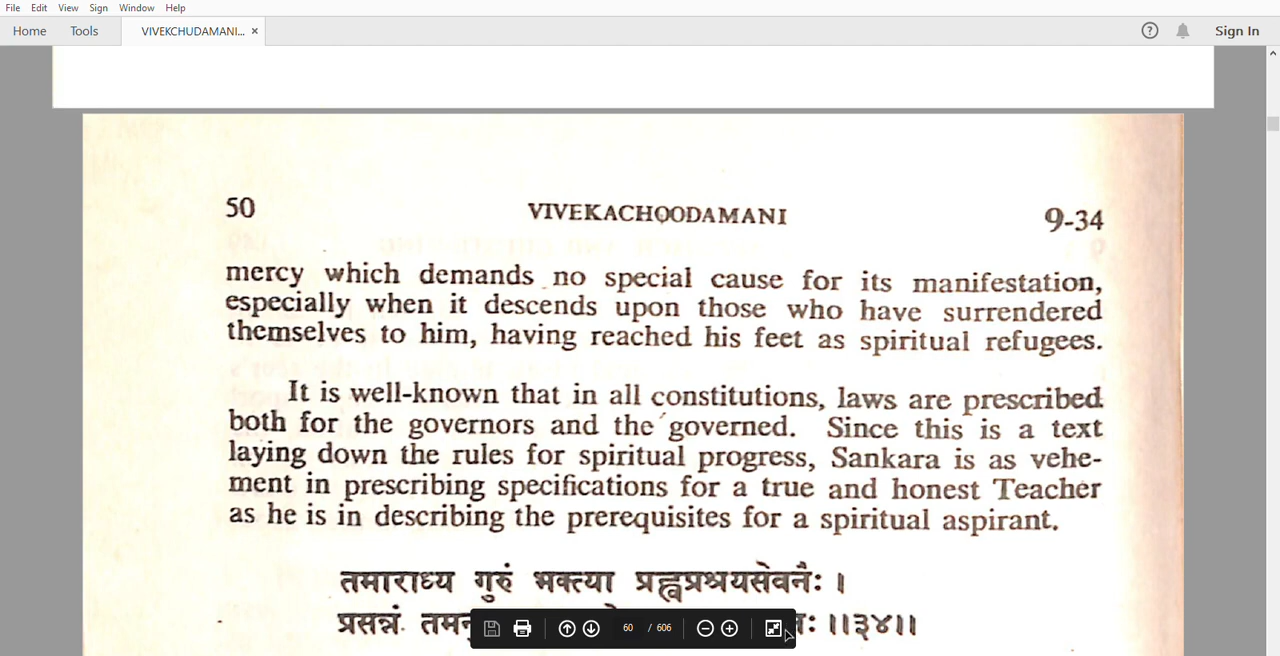 File Edit View Sign Window Help
Home Tools VIVEKCHUDAMANI... × Sign In
50 VIVEKACHOODAMANI 9-34
mercy which demands no special cause for its manifestation,
especially when it descends upon those who have surrendered
themselves to him, having reached his feet as spiritual refugees.
It is well-known that in all constitutions, laws are prescribed
both for the governors and the governed. Since this is a text
laying down the rules for spiritual progress, Sankara is as vehe-
ment in prescribing specifications for a true and honest Teacher
as he is in describing the prerequisites for a spiritual aspirant.
तमाराध्य गुरुं भक्त्या प्रह्वप्रश्रयसेवनैः ।
प्रसन्नं ॥३४॥
60 / 606